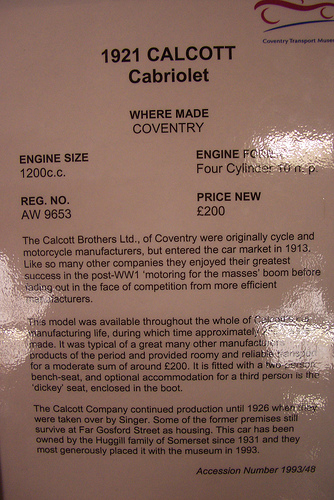 Coventry Transport
1921 CALCOTT
Cabriolet
WHERE MADE
COVENTRY
ENGINE SIZE
1200c.c.
ENGINE
Four Cylinder 10 h.p.
REG. NO.
AW 9653
PRICE NEW
£200
The Calcott Brothers Ltd., of Coventry were originally cycle and
motorcycle manufacturers, but entered the car market in 1913.
Like so many other companies they enjoyed their greatest
success in the post-WW1 'motoring for the masses' boom before
fading out in the face of competition from more efficient
manufacturers.
This model was available throughout the whole of
manufacturing life, during which time approximately
made. It was typical of a great many other
products of the period and provided roomy and reliable
for a moderate sum of around £200. It is fitted with a two-person
bench-seat, and optional accommodation for a third person is the
'dickey' seat, enclosed in the boot.
The Calcott Company continued production until 1926 when they
were taken over by Singer. Some of the former premises still
survive at Far Gosford Street as housing. This car has been
owned by the Huggill family of Somerset since 1931 and they
most generously placed it with the museum in 1993.
Accession Number 1993/48